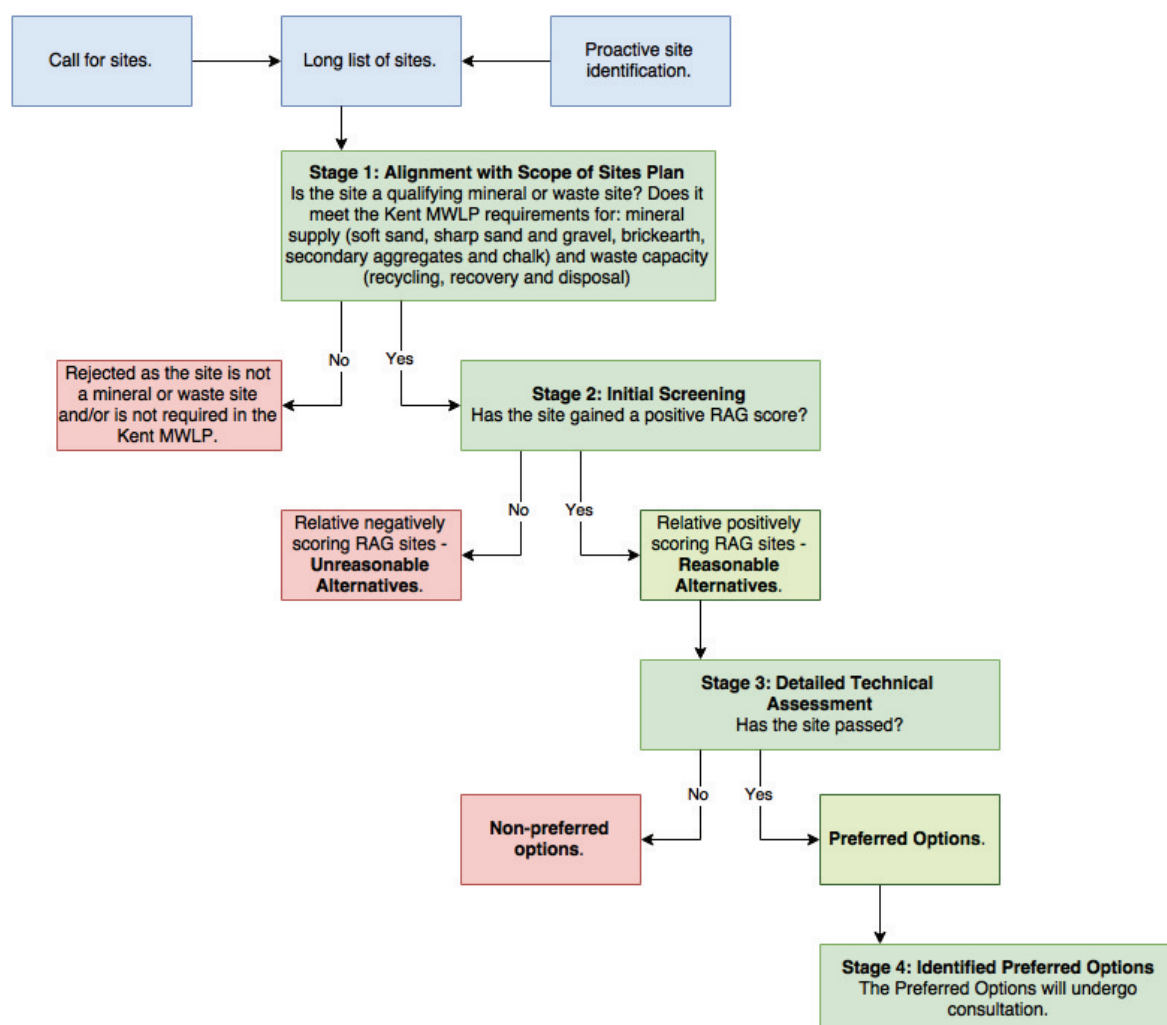 Call for sites.
Long list of sites.
Proactive site
identification.
Stage 1: Alignment with Scope of Sites Plan
Is the site a qualifying mineral or waste site? Does it
meet the Kent MWLP requirements for: mineral
supply (soft sand, sharp sand and gravel, brickearth,
secondary aggregates and chalk) and waste capacity
(recycling, recovery and disposal)
No
Yes
Rejected as the site is not
a mineral or waste site
and/or is not required in the
Kent MWLP.
Stage 2: Initial Screening
Has the site gained a positive RAG score?
No
Yes
Relative negatively
scoring RAG sites -
Unreasonable
Alternatives.
Relative positively
scoring RAG sites -
Reasonable
Alternatives.
Stage 3: Detailed Technical
Assessment
Has the site passed?
No
Yes
Non-preferred
options.
Preferred Options.
Stage 4: Identified Preferred Options
The Preferred Options will undergo
consultation.